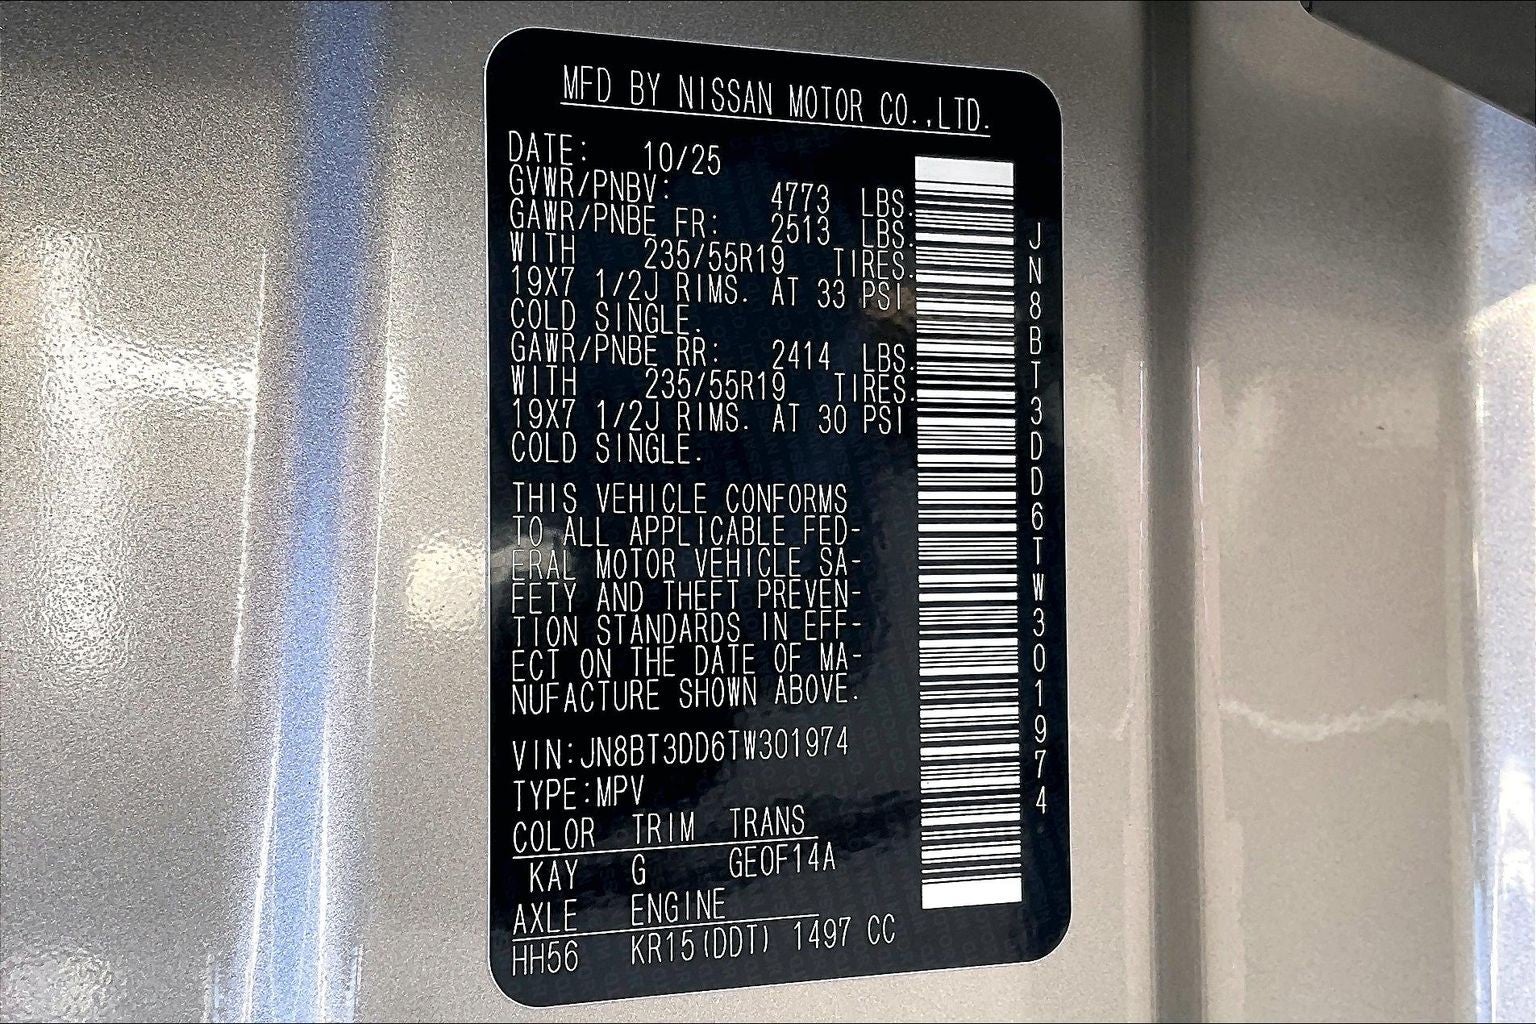 MFD BY NISSAN MOTOR CO.,LTD.
DATE: 10/25
GVWR/PNBV: 4773 LBS.
GAWR/PNBE FR: 2513 LBS.
WITH 235/55R19 TIRES.
19X7 1/2J RIMS. AT 33 PSI
COLD SINGLE.
GAWR/PNBE RR: 2414 LBS.
WITH 235/55R19 TIRES.
19X7 1/2J RIMS. AT 30 PSI
COLD SINGLE.
THIS VEHICLE CONFORMS
TO ALL APPLICABLE FED-
ERAL MOTOR VEHICLE SA-
FETY AND THEFT PREVEN-
TION STANDARDS IN EFF-
ECT ON THE DATE OF MA-
NUFACTURE SHOWN ABOVE.
VIN:JN8BT3DD6TW301974
TYPE:MPV
COLOR TRIM TRANS
KAY G GEOF14A
AXLE ENGINE
HH56 KR15(DDT) 1497 CC
JN8BT3DD6TW301974